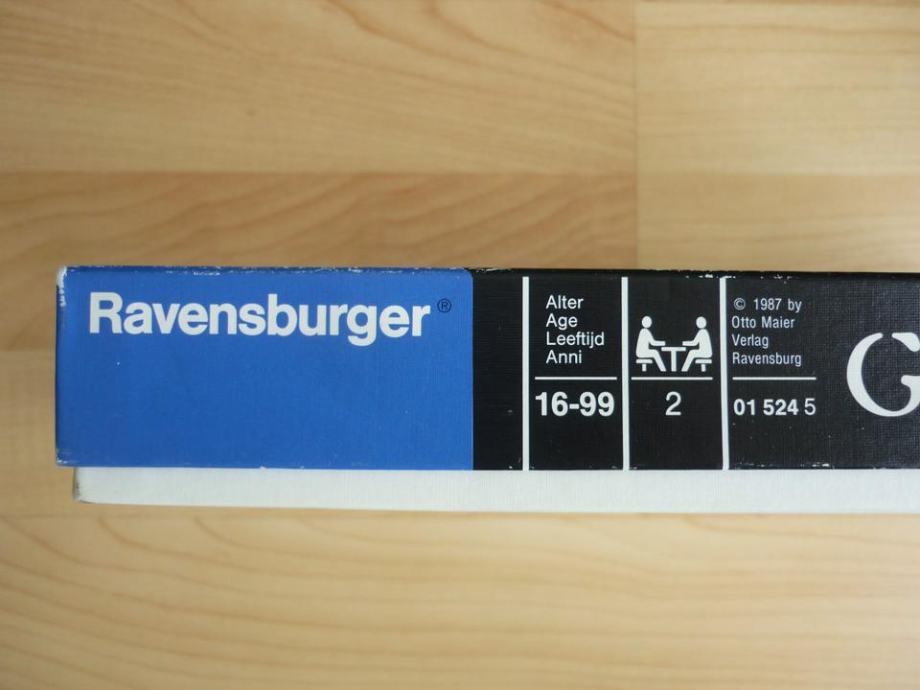 Ravensburger®
Alter
Age
Leeftijd
Anni
16-99
2
© 1987 by
Otto Maier
Verlag
Ravensburg
01 524 5
G